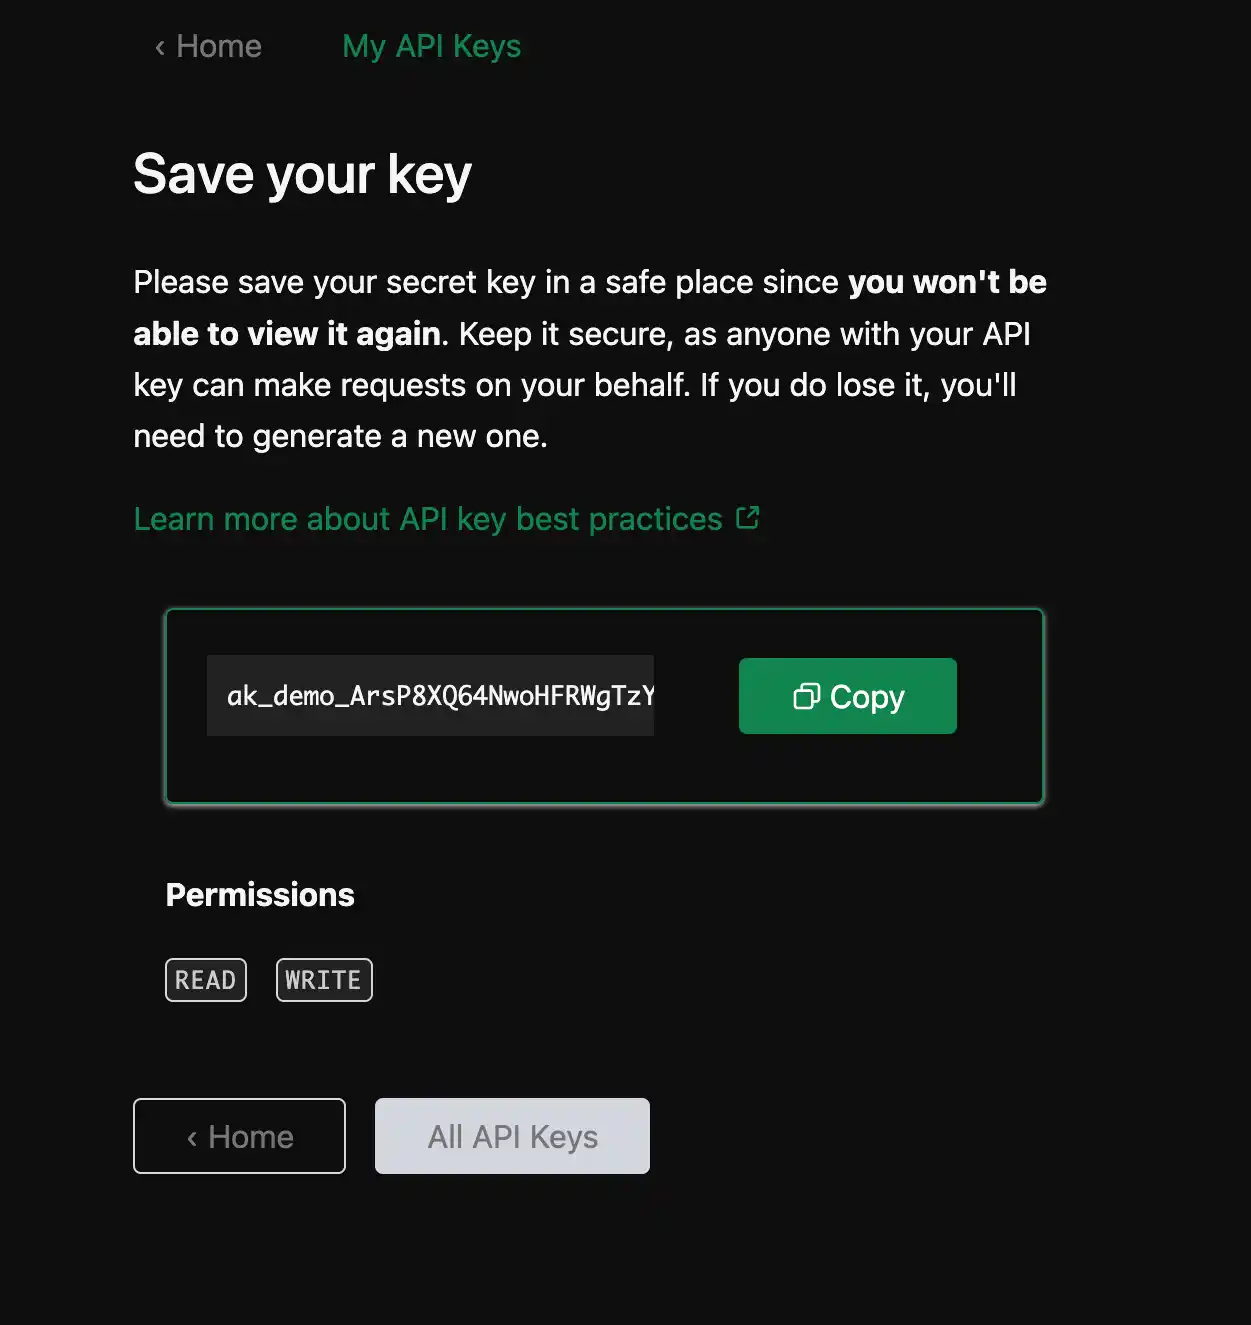 ‹ Home My API Keys
Save your key
Please save your secret key in a safe place since you won't be
able to view it again. Keep it secure, as anyone with your API
key can make requests on your behalf. If you do lose it, you'll
need to generate a new one.
Learn more about API key best practices
ak_demo_ArsP8XQ64NwoHFRWgTzY
Copy
Permissions
READ WRITE
‹ Home All API Keys